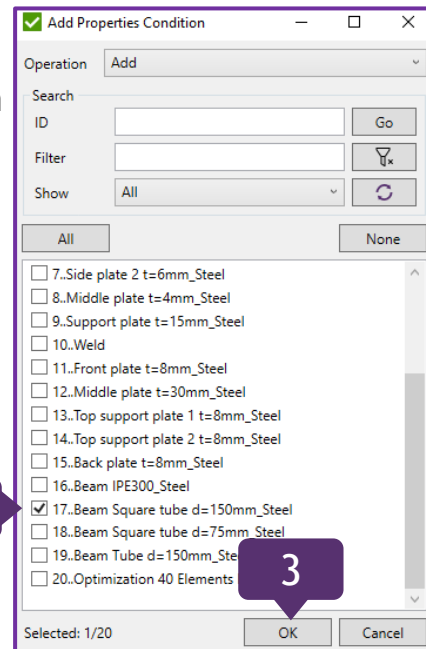 Add Properties Condition
Operation Add
Search
ID Go
Filter
Show All
All None
7..Side plate 2 t=6mm_Steel
8..Middle plate t=4mm_Steel
9..Support plate t=15mm_Steel
10..Weld
11..Front plate t=8mm_Steel
12..Middle plate t=30mm_Steel
13..Top support plate 1 t=8mm_Steel
14..Top support plate 2 t=8mm_Steel
15..Back plate t=8mm_Steel
16..Beam IPE300_Steel
17..Beam Square tube d=150mm_Steel
18..Beam Square tube d=75mm_Steel
19..Beam Tube d=150mm_Ste
20..Optimization 40 Elements
3
Selected: 1/20 OK Cancel